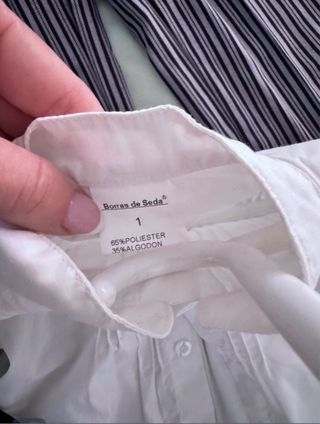 Borras de Seda®
1
65%POLIESTER
35%ALGODON